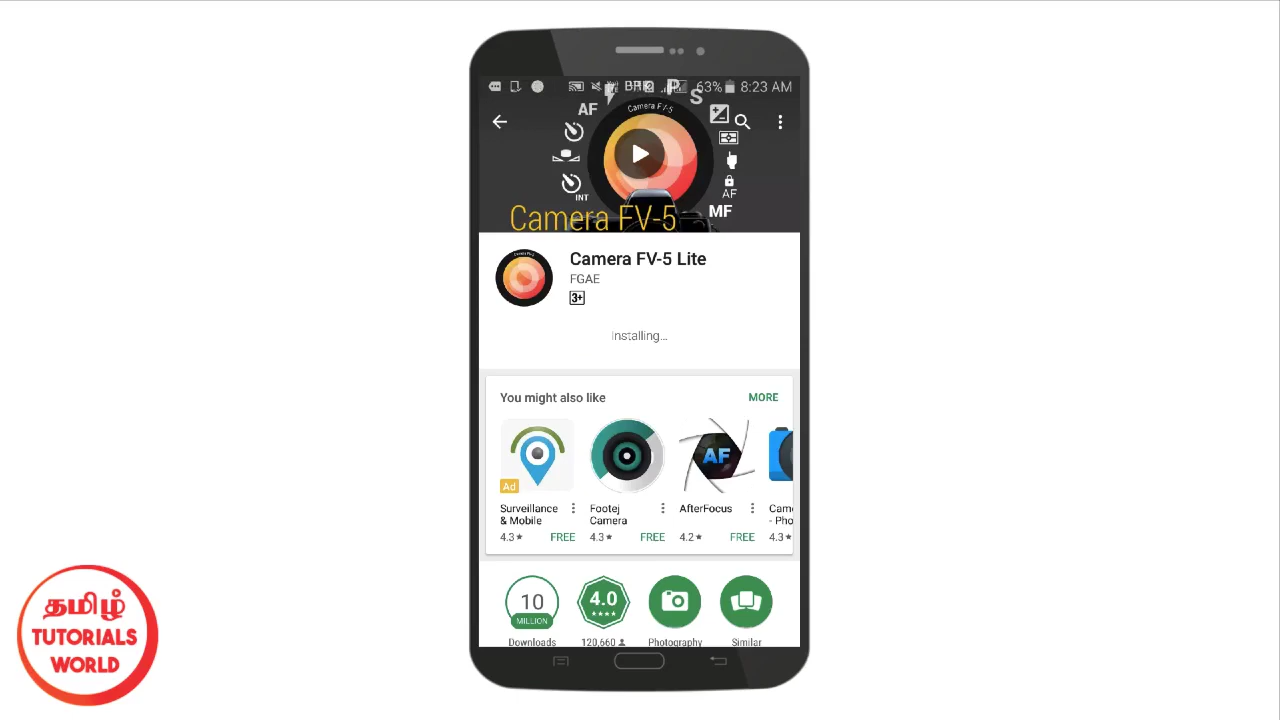 63% 8:23 AM
P
S
AF
Camera FV-5
INT
AF
MF
Camera FV-5
Camera FV-5 Lite
FGAE
3+
Installing...
You might also like
MORE
AF
Ad
Surveillance & Mobile
Footej Camera
AfterFocus
Came - Pho
4.3★ FREE
4.3★ FREE
4.2★ FREE
4.3★
10 MILLION
4.0
Downloads
120,660
Photography
Similar
தமிழ்
TUTORIALS
WORLD